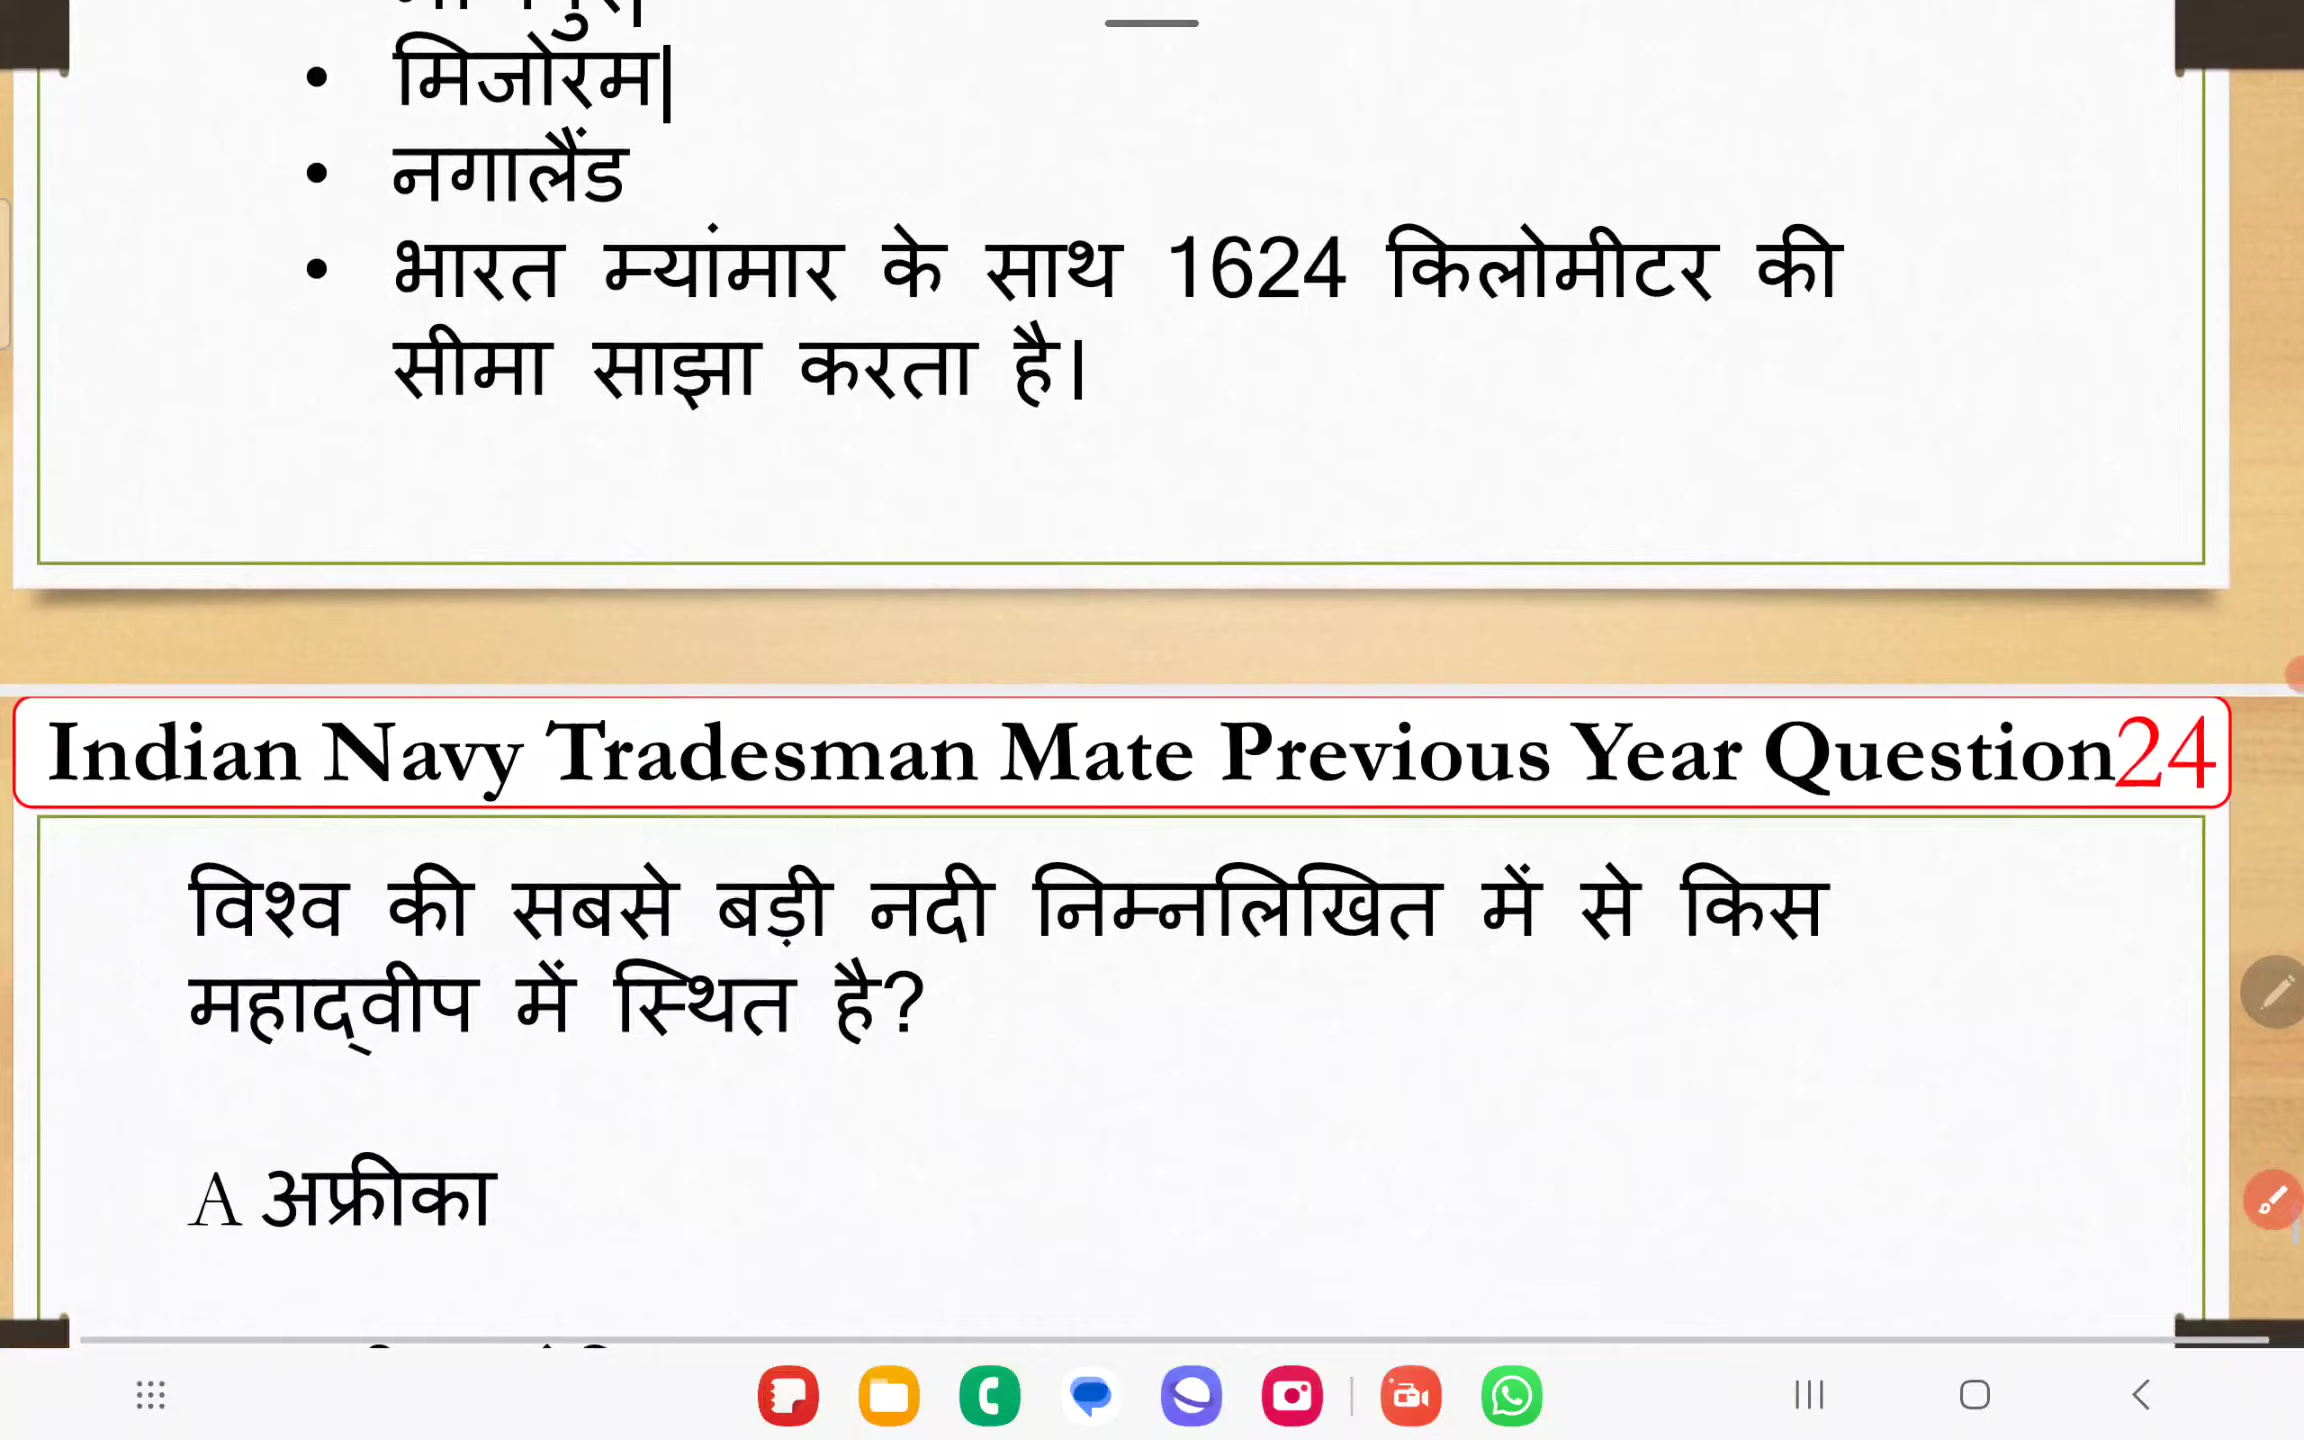 मिजोरम|
नगालैंड
भारत म्यांमार के साथ 1624 किलोमीटर की
सीमा साझा करता है।
Indian Navy Tradesman Mate Previous Year Question24
विश्व की सबसे बड़ी नदी निम्नलिखित में से किस
महाद्वीप में स्थित है?
A अफ्रीका